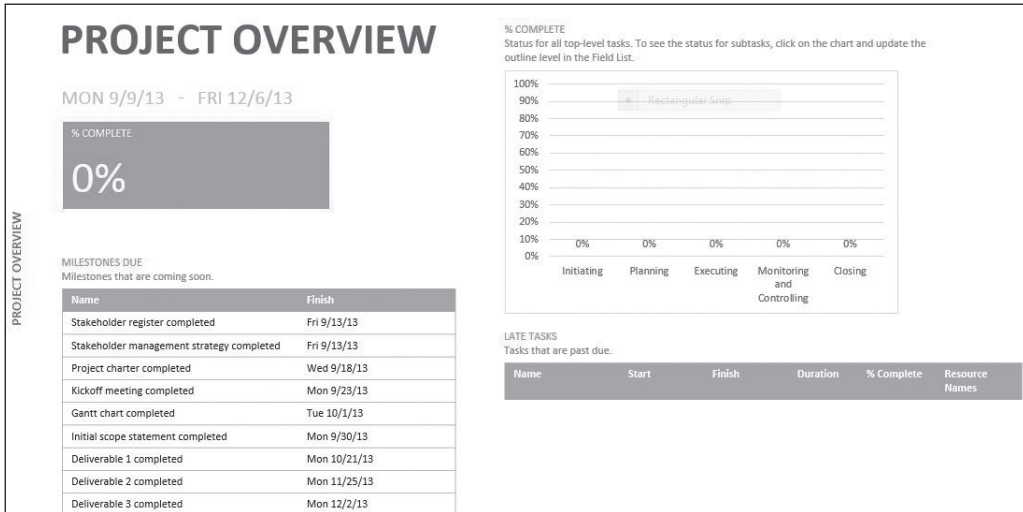 PROJECT OVERVIEW
PROJECT OVERVIEW
MON 9/9/13 - FRI 12/6/13
% COMPLETE
0%
MILESTONES DUE
Milestones that are coming soon.
Name Finish
Stakeholder register completed Fri 9/13/13
Stakeholder management strategy completed Fri 9/13/13
Project charter completed Wed 9/18/13
Kickoff meeting completed Mon 9/23/13
Gantt chart completed Tue 10/1/13
Initial scope statement completed Mon 9/30/13
Deliverable 1 completed Mon 10/21/13
Deliverable 2 completed Mon 11/25/13
Deliverable 3 completed Mon 12/2/13
% COMPLETE
Status for all top-level tasks. To see the status for subtasks, click on the chart and update the
outline level in the Field List.
100%
90%
Rectangular Snip
80%
70%
60%
50%
40%
30%
20%
10%
0%
0% 0% 0% 0% 0%
Initiating Planning Executing Monitoring and Controlling Closing
LATE TASKS
Tasks that are past due.
Name Start Finish Duration % Complete Resource Names